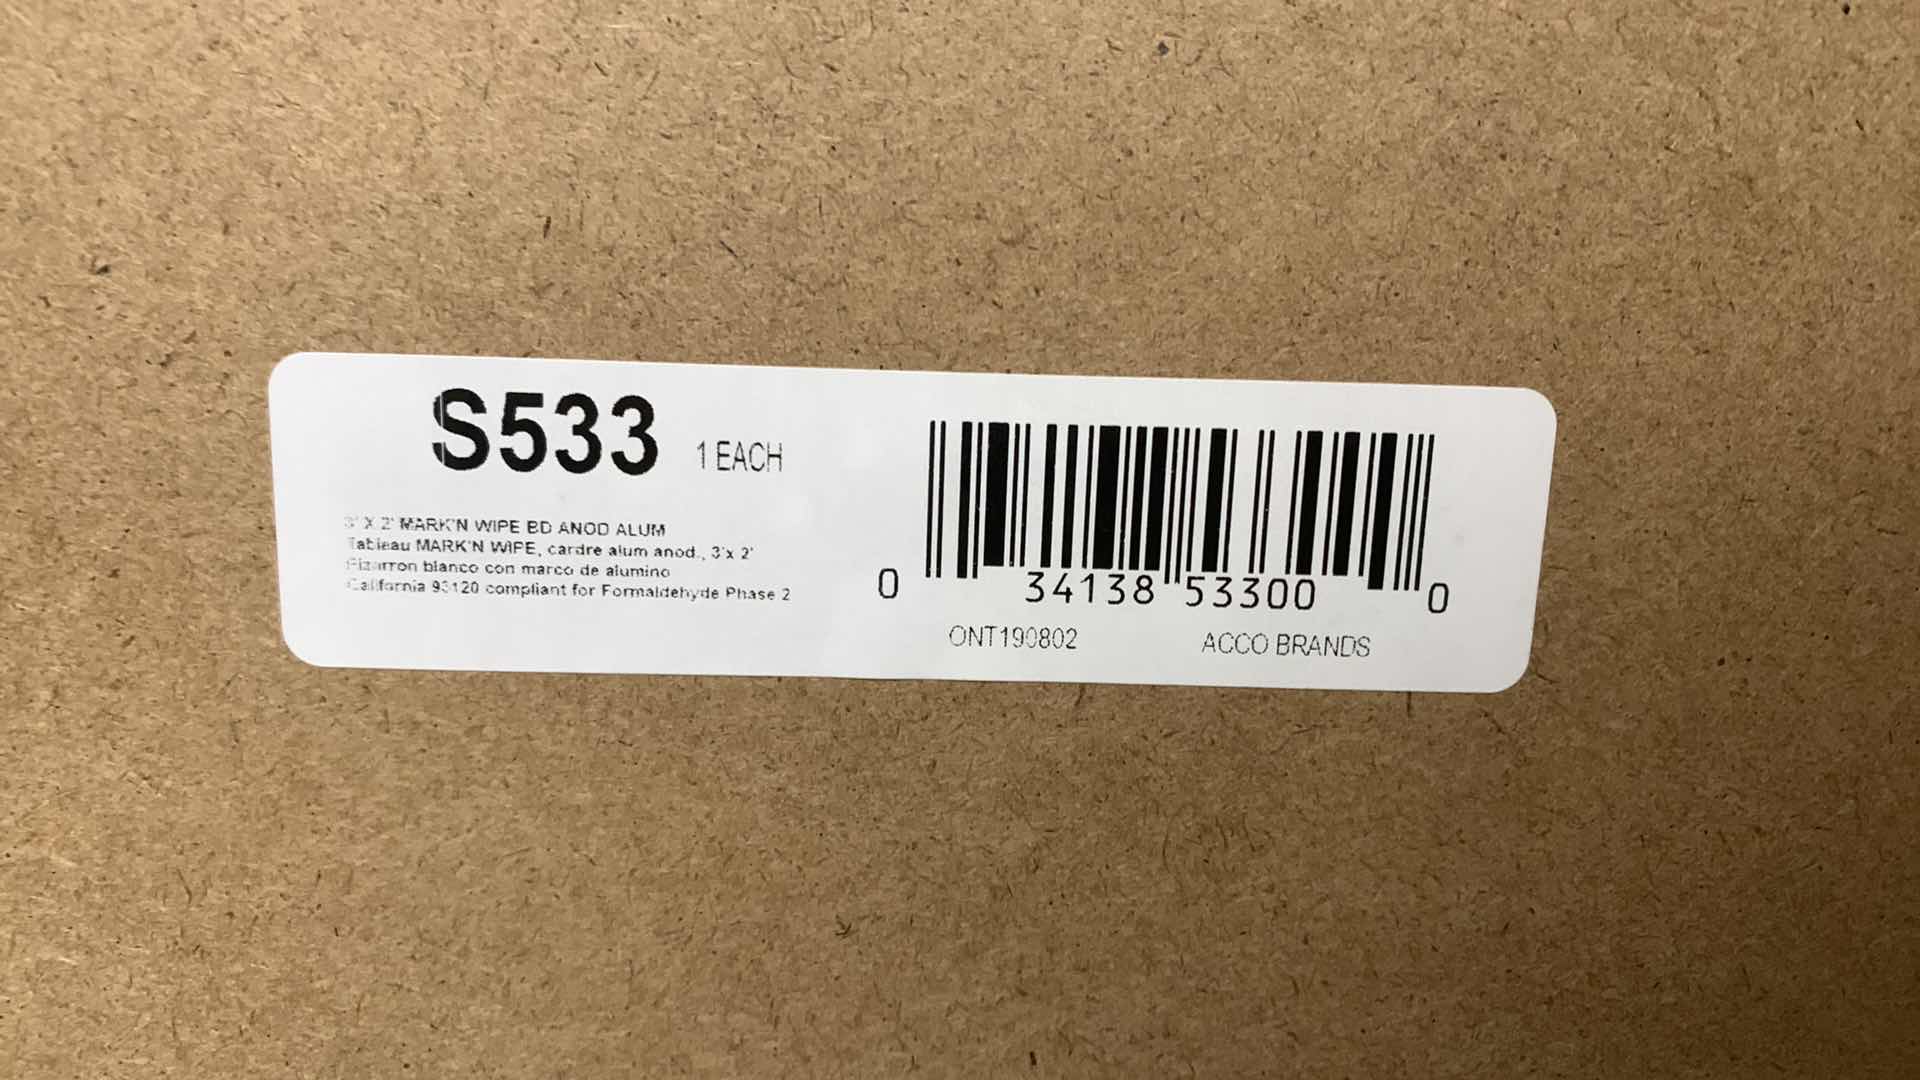 S533 1 EACH
3' X 2' MARK'N WIPE BD ANOD ALUM
Tableau MARK'N WIPE, cardre alum anod., 3'x 2'
Pizarron blanco con marco de alumino
California 93120 compliant for Formaldehyde Phase 2
0 34138 53300 0
ONT190802 ACCO BRANDS